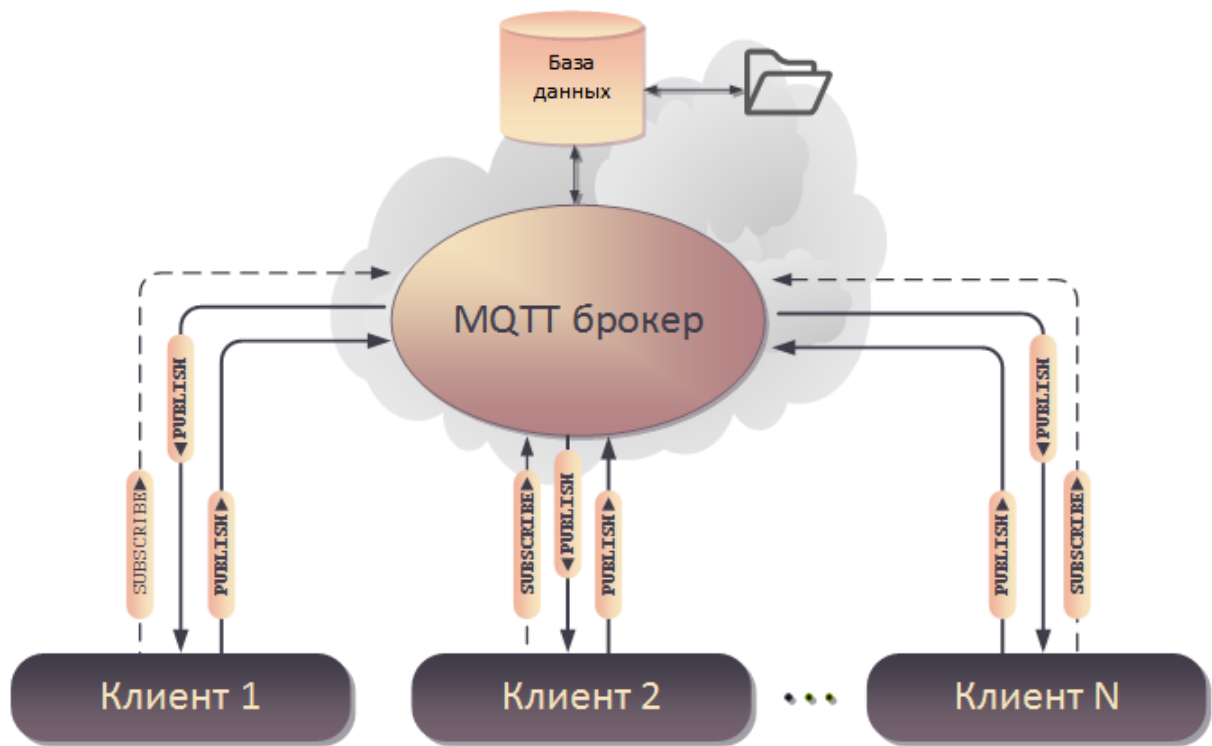 База
данных
MQTT брокер
SUBSCRIBE
PUBLISH
PUBLISH
SUBSCRIBE
PUBLISH
PUBLISH
PUBLISH
PUBLISH
SUBSCRIBE
Клиент 1
Клиент 2
Клиент N